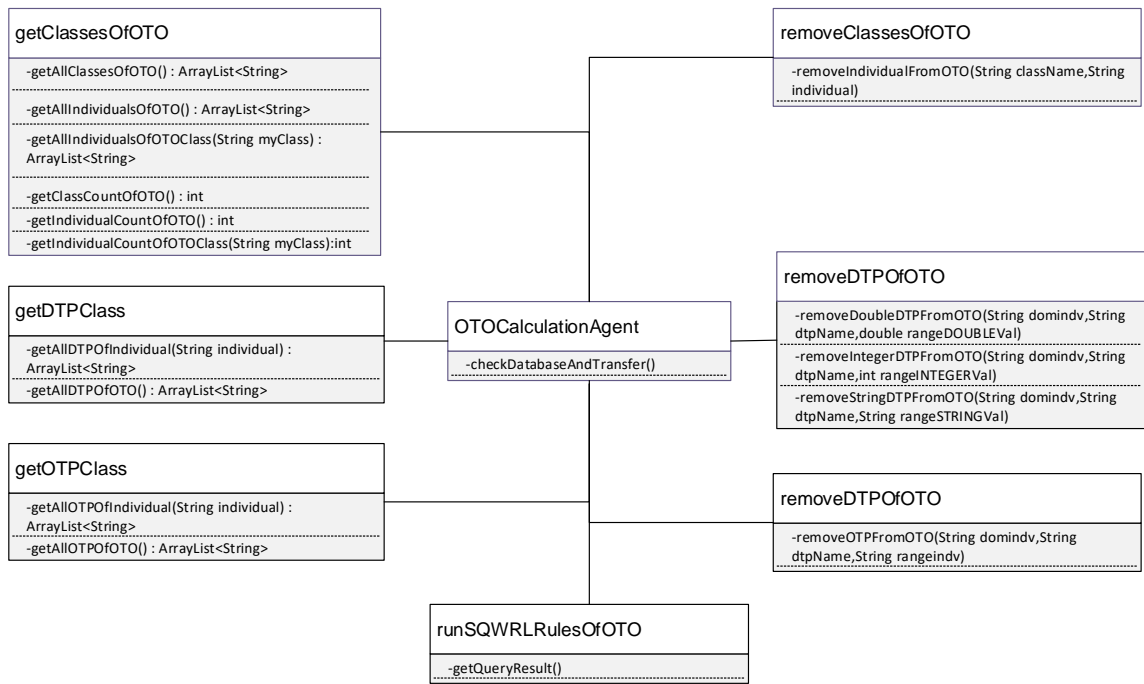 getClassesOfOTO
-getAllClassesOfOTO() : ArrayList<String>
-getAllIndividualsOfOTO() : ArrayList<String>
-getAllIndividualsOfOTOClass(String myClass) :
ArrayList<String>
-getClassCountOfOTO() : int
-getIndividualCountOfOTO() : int
-getIndividualCountOfOTOClass(String myClass):int
getDTPClass
-getAllDTPOfIndividual(String individual) :
ArrayList<String>
-getAllDTPOfOTO() : ArrayList<String>
getOTPClass
-getAllOTPOfIndividual(String individual) :
ArrayList<String>
-getAllOTPOfOTO() : ArrayList<String>
OTOCalculationAgent
-checkDatabaseAndTransfer()
runSQWRLRulesOfOTO
-getQueryResult()
removeClassesOfOTO
-removeIndividualFromOTO(String className,String
individual)
removeDTPOfOTO
-removeDoubleDTPFromOTO(String domindv,String
dtpName,double rangeDOUBLEVal)
-removeIntegerDTPFromOTO(String domindv,String
dtpName,int rangeINTEGERVal)
-removeStringDTPFromOTO(String domindv,String
dtpName,String rangeSTRINGVal)
removeDTPOfOTO
-removeOTPFromOTO(String domindv,String
dtpName,String rangeindv)